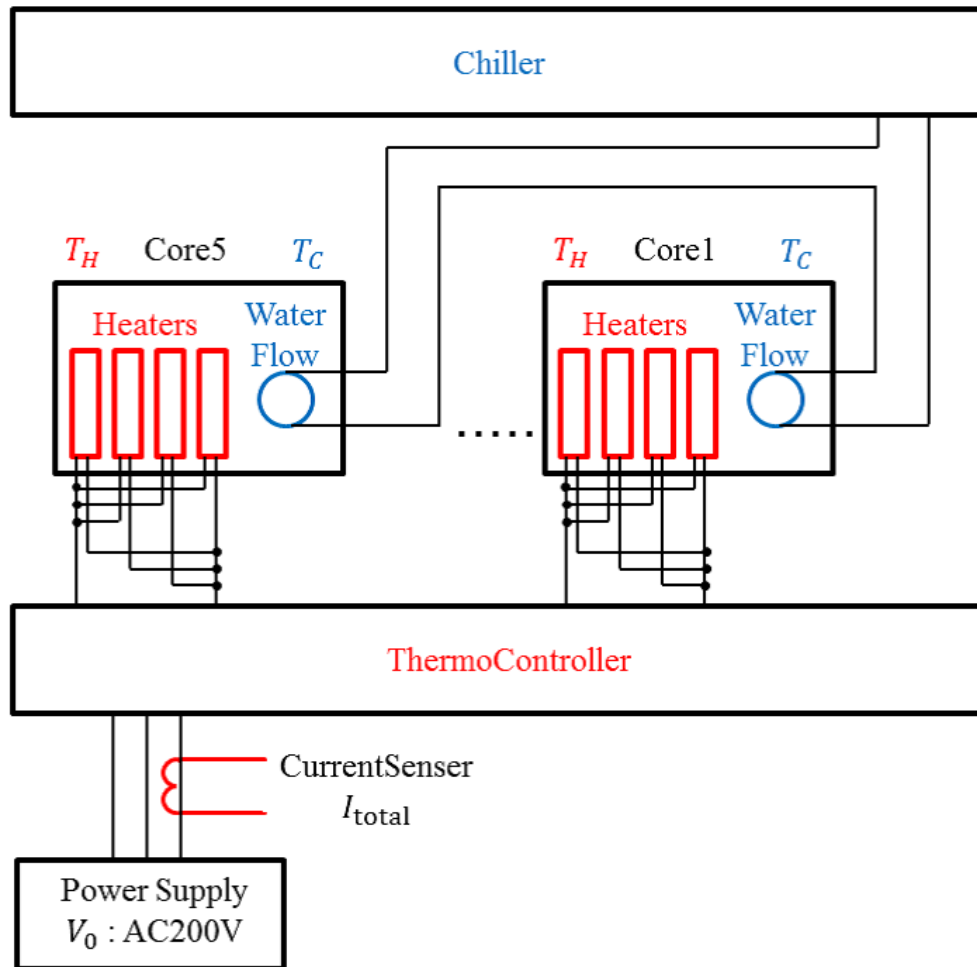 Chiller
T_H Core5 T_C
T_H Core1 T_C
Heaters
Water
Flow
Heaters
Water
Flow
.....
ThermoController
CurrentSenser
I_total
Power Supply
V_0 : AC200V